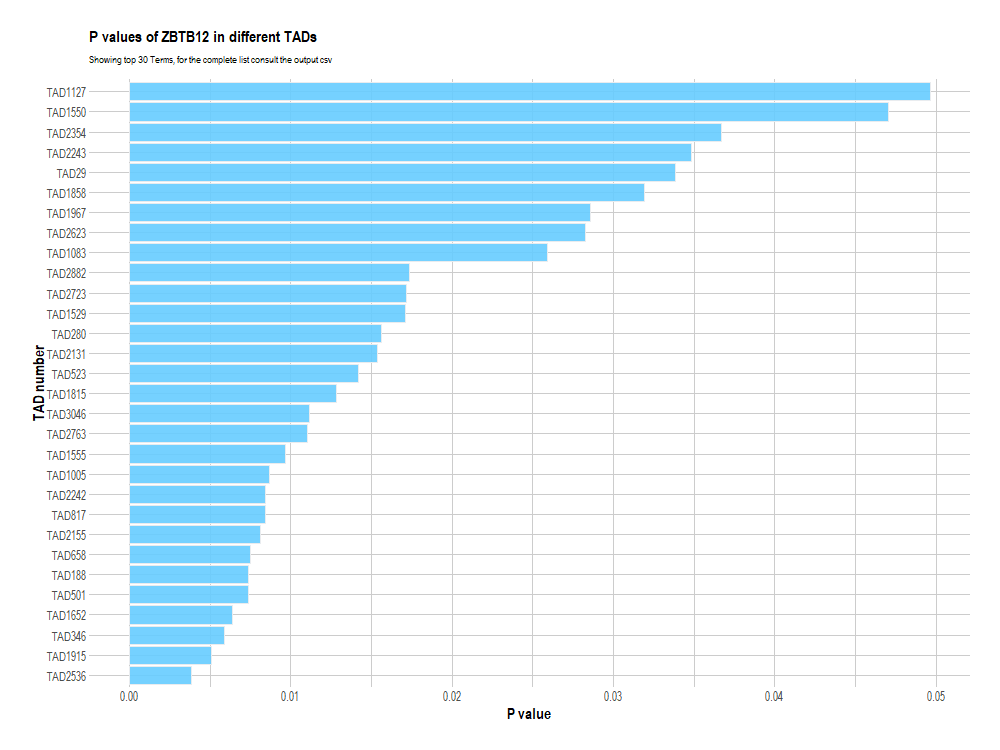 P values of ZBTB12 in different TADs
Showing top 30 Terms, for the complete list consult the output csv
TAD number
TAD1127
TAD1550
TAD2354
TAD2243
TAD29
TAD1858
TAD1967
TAD2623
TAD1083
TAD2882
TAD2723
TAD1529
TAD280
TAD2131
TAD523
TAD1815
TAD3046
TAD2763
TAD1555
TAD1005
TAD2242
TAD817
TAD2155
TAD658
TAD188
TAD501
TAD1652
TAD346
TAD1915
TAD2536
0.00 0.01 0.02 0.03 0.04 0.05
P value